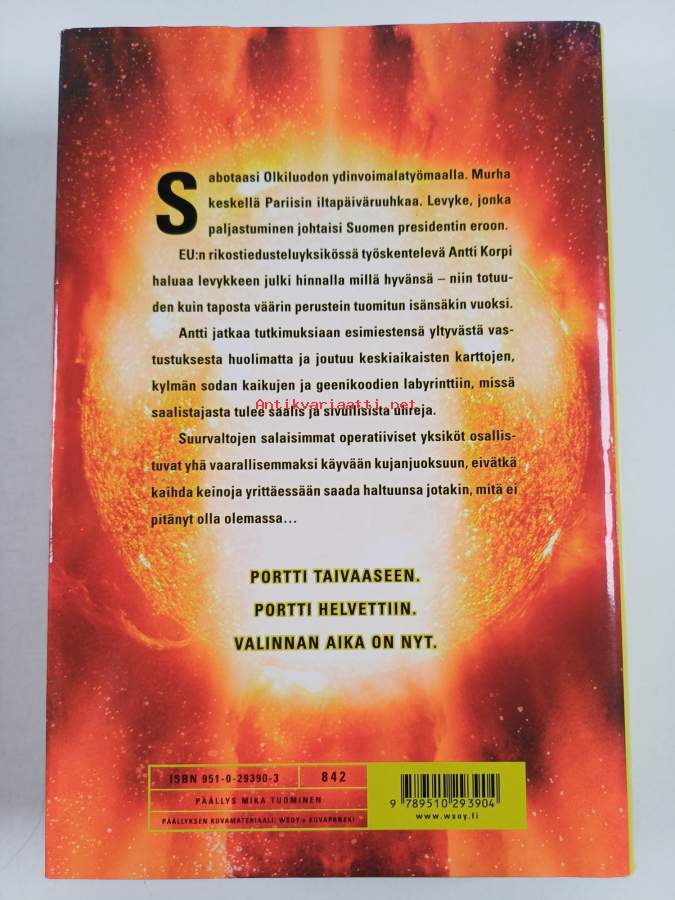 Sabotaasi Olkiluodon ydinvoimalatyömaalla. Murha
keskellä Pariisin iltapäiväruuhkaa. Levyke, jonka
paljastuminen johtaisi Suomen presidentin eroon.
EU:n rikostiedusteluyksikössä työskentelevä Antti Korpi
haluaa levykkeen julki hinnalla millä hyvänsä – niin totuu-
den kuin taposta väärin perustein tuomitun isänsäkin vuoksi.
Antti jatkaa tutkimuksiaan esimiestensä yltyvästä vas-
tustuksesta huolimatta ja joutuu keskiaikaisten karttojen,
kylmän sodan kaikujen ja geenikoodien labyrinttiin, missä
Antikvariaatti.net
saalistajasta tulee saalis ja sivullisista uhreja.
Suurvaltojen salaisimmat operatiiviset yksiköt osallis-
tuvat yhä vaarallisemmaksi käyvään kujanjuoksuun, eivätkä
kaihda keinoja yrittäessään saada haltuunsa jotakin, mitä ei
pitänyt olla olemassa...
PORTTI TAIVAASEEN.
PORTTI HELVETTIIN.
VALINNAN AIKA ON NYT.
ISBN 951-0-29390-3 842
PÄÄLLYS MIKA TUOMINEN
PÄÄLLYKSEN KUVAMATERIAALI: WSOY:n KUVAPANKKI
9 789510 293904
www.wsoy.fi